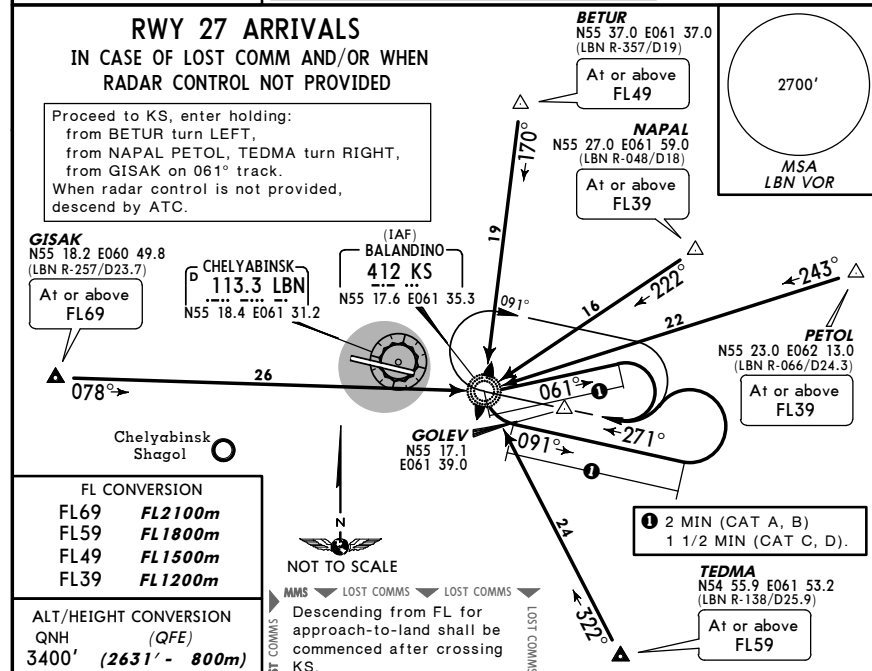 RWY 27 ARRIVALS
IN CASE OF LOST COMM AND/OR WHEN
RADAR CONTROL NOT PROVIDED
Proceed to KS, enter holding:
from BETUR turn LEFT,
from NAPAL PETOL, TEDMA turn RIGHT,
from GISAK on 061° track.
When radar control is not provided,
descend by ATC.
BETUR
N55 37.0 E061 37.0
(LBN R-357/D19)
At or above
FL49
2700'
MSA
LBN VOR
NAPAL
N55 27.0 E061 59.0
(LBN R-048/D18)
At or above
FL39
GISAK
N55 18.2 E060 49.8
(LBN R-257/D23.7)
At or above
FL69
D CHELYABINSK
113.3 LBN
N55 18.4 E061 31.2
(IAF)
BALANDINO
412 KS
N55 17.6 E061 35.3
170°
19
091°
16
222°
243°
22
PETOL
N55 23.0 E062 13.0
(LBN R-066/D24.3)
At or above
FL39
078°
26
061°
1
271°
GOLEV
N55 17.1
E061 39.0
091°
1
Chelyabinsk
Shagol
24
322°
N
NOT TO SCALE
1 2 MIN (CAT A, B)
1 1/2 MIN (CAT C, D).
TEDMA
N54 55.9 E061 53.2
(LBN R-138/D25.9)
At or above
FL59
FL CONVERSION
FL69 FL2100m
FL59 FL1800m
FL49 FL1500m
FL39 FL1200m
ALT/HEIGHT CONVERSION
QNH (QFE)
3400' (2631' - 800m)
MMS LOST COMMS LOST COMMS
LOST COMMS
ST COMMS
Descending from FL for
approach-to-land shall be
commenced after crossing
KS.